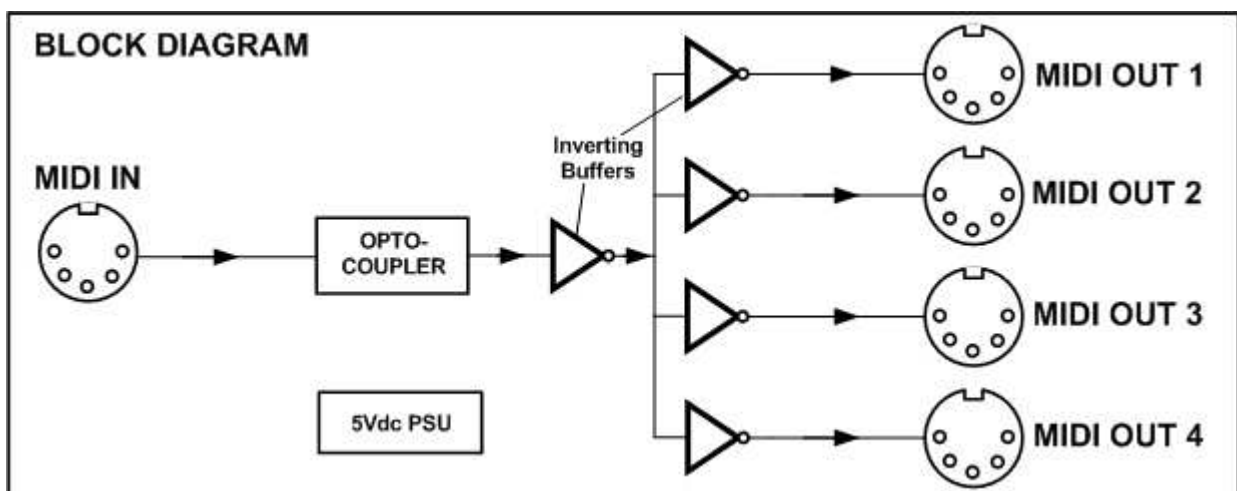 BLOCK DIAGRAM
MIDI IN
OPTO-
COUPLER
5Vdc PSU
Inverting
Buffers
MIDI OUT 1
MIDI OUT 2
MIDI OUT 3
MIDI OUT 4